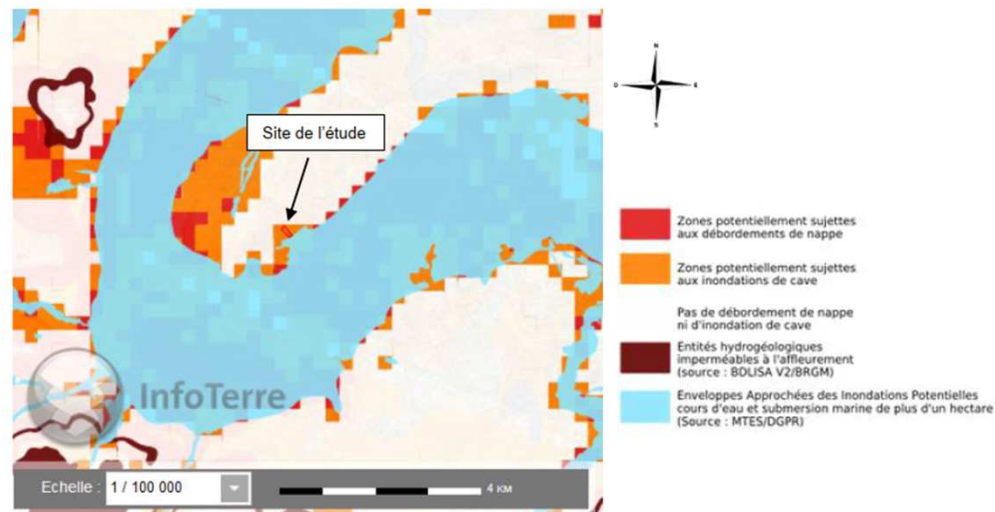 Site de l'étude
N
O
E
S
Zones potentiellement sujettes
aux débordements de nappe
Zones potentiellement sujettes
aux inondations de cave
Pas de débordement de nappe
ni d'inondation de cave
Entités hydrogéologiques
imperméables à l'affleurement
(source : BDLISA V2/BRGM)
Enveloppes Approchées des Inondations Potentielles
cours d'eau et submersion marine de plus d'un hectare
(Source : MTES/DGPR)
InfoTerre
Echelle : 1 / 100 000
4 KM